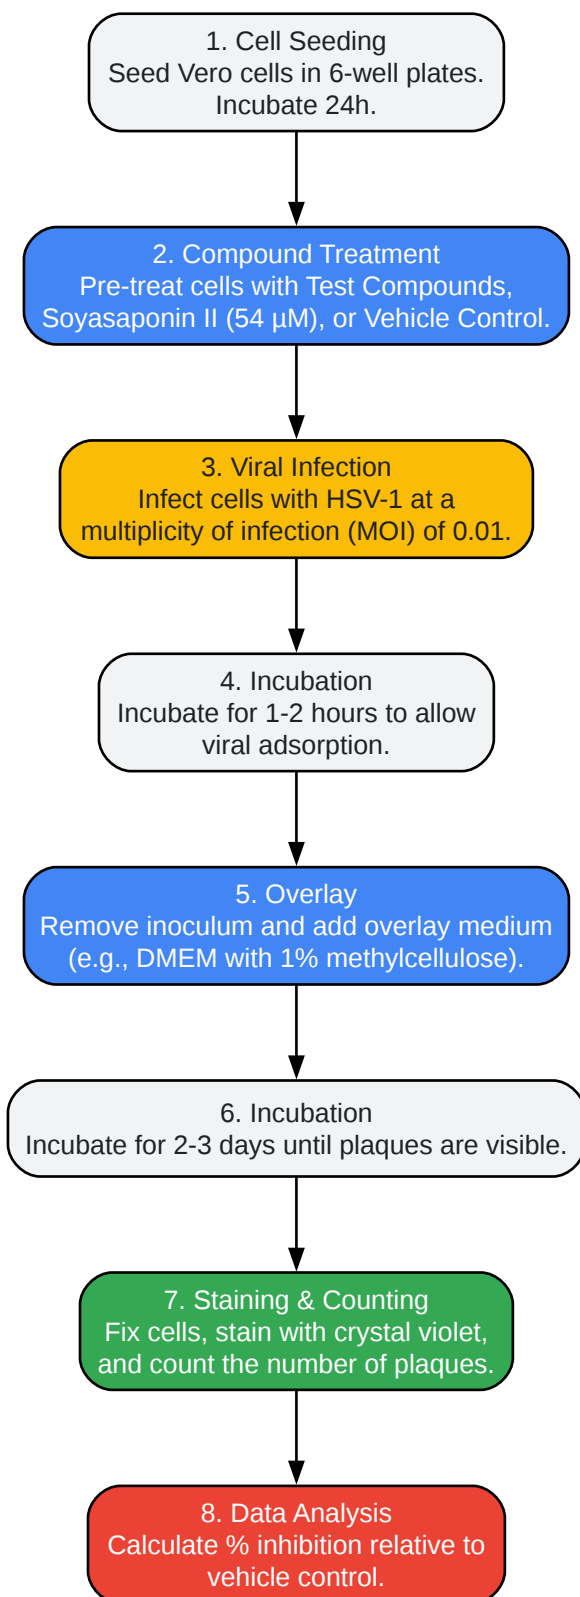 1. Cell Seeding
Seed Vero cells in 6-well plates.
Incubate 24h.
2. Compound Treatment
Pre-treat cells with Test Compounds,
Soyasaponin II (54 µM), or Vehicle Control.
3. Viral Infection
Infect cells with HSV-1 at a
multiplicity of infection (MOI) of 0.01.
4. Incubation
Incubate for 1-2 hours to allow
viral adsorption.
5. Overlay
Remove inoculum and add overlay medium
(e.g., DMEM with 1% methylcellulose).
6. Incubation
Incubate for 2-3 days until plaques are visible.
7. Staining & Counting
Fix cells, stain with crystal violet,
and count the number of plaques.
8. Data Analysis
Calculate % inhibition relative to
vehicle control.